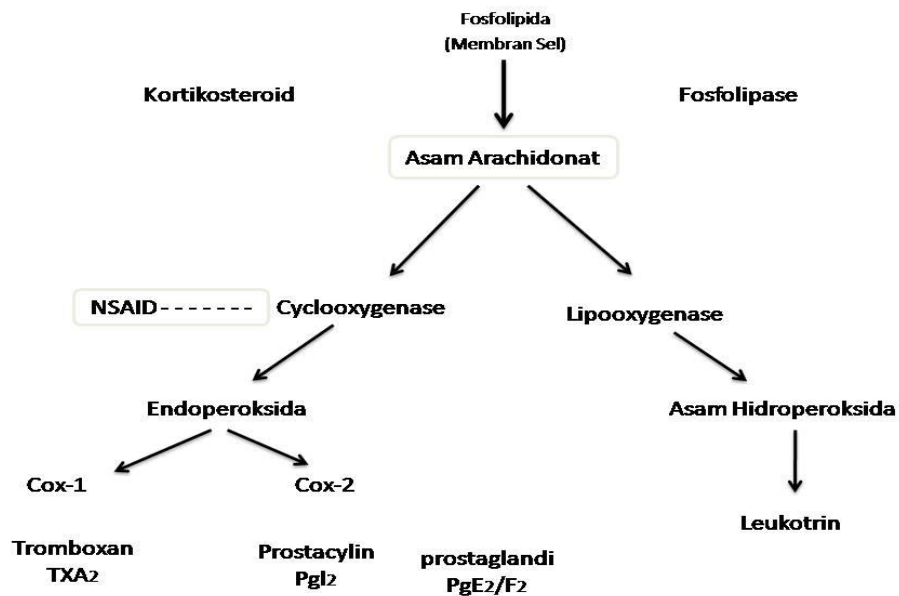 Fosfolipida
(Membran Sel)
Kortikosteroid
Fosfolipase
Asam Arachidonat
NSAID-------
Cyclooxygenase
Lipooxygenase
Endoperoksida
Asam Hidroperoksida
Cox-1
Cox-2
Leukotrin
Tromboxan
TXA2
Prostacylin
PgI2
prostaglandi
PgE2/F2